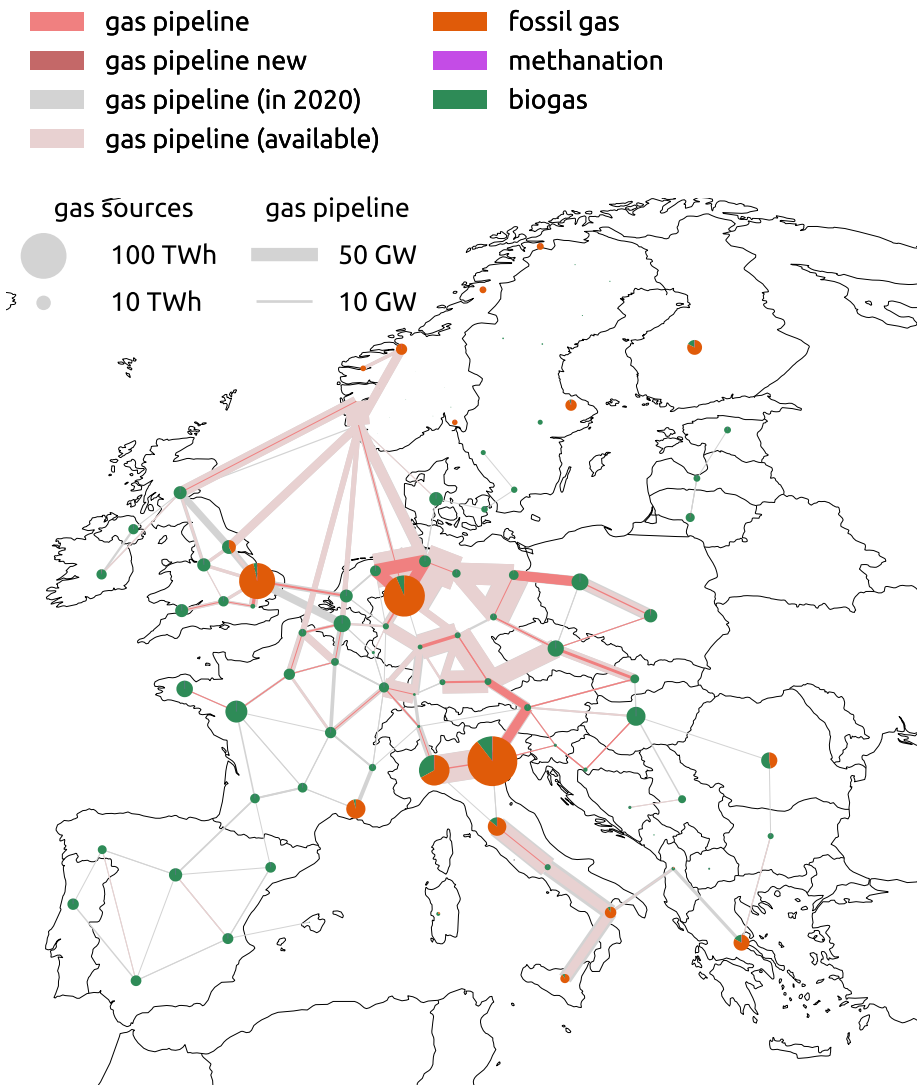 gas pipeline
gas pipeline new
gas pipeline (in 2020)
gas pipeline (available)
fossil gas
methanation
biogas
gas sources
100 TWh
10 TWh
gas pipeline
50 GW
10 GW